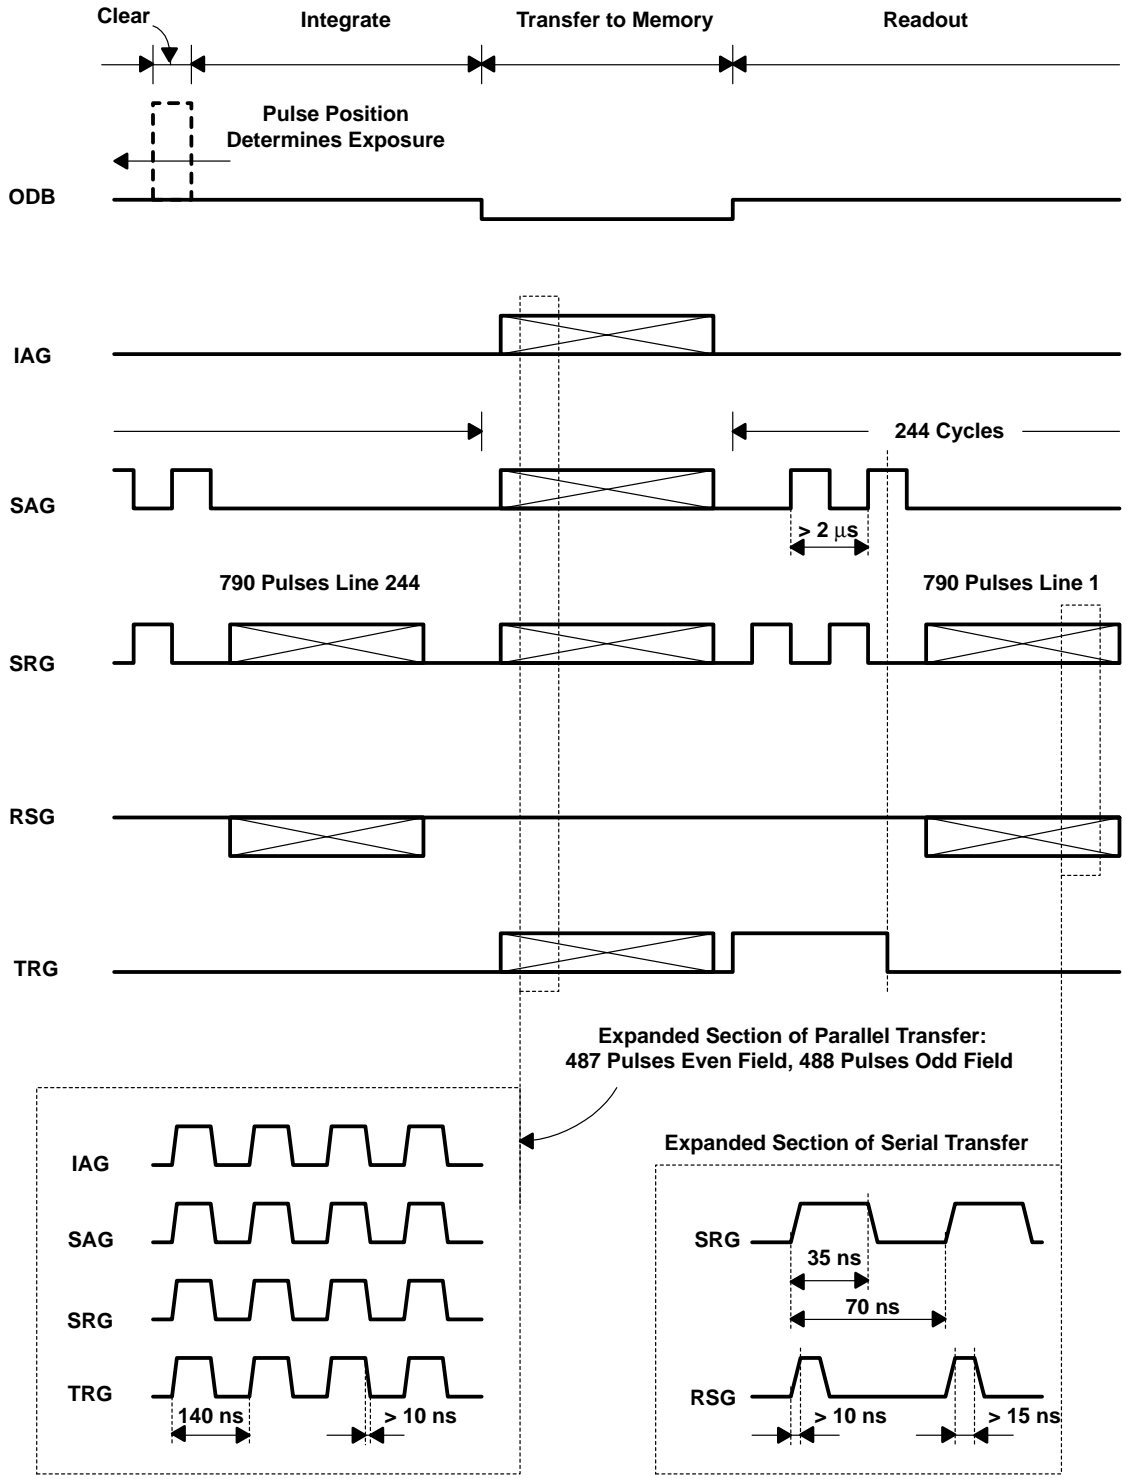 Clear
Integrate
Transfer to Memory
Readout
Pulse Position
Determines Exposure
ODB
IAG
244 Cycles
SAG
> 2 μs
790 Pulses Line 244
790 Pulses Line 1
SRG
RSG
TRG
Expanded Section of Parallel Transfer:
487 Pulses Even Field, 488 Pulses Odd Field
IAG
SAG
SRG
TRG
140 ns
> 10 ns
Expanded Section of Serial Transfer
SRG
35 ns
70 ns
RSG
> 10 ns
> 15 ns